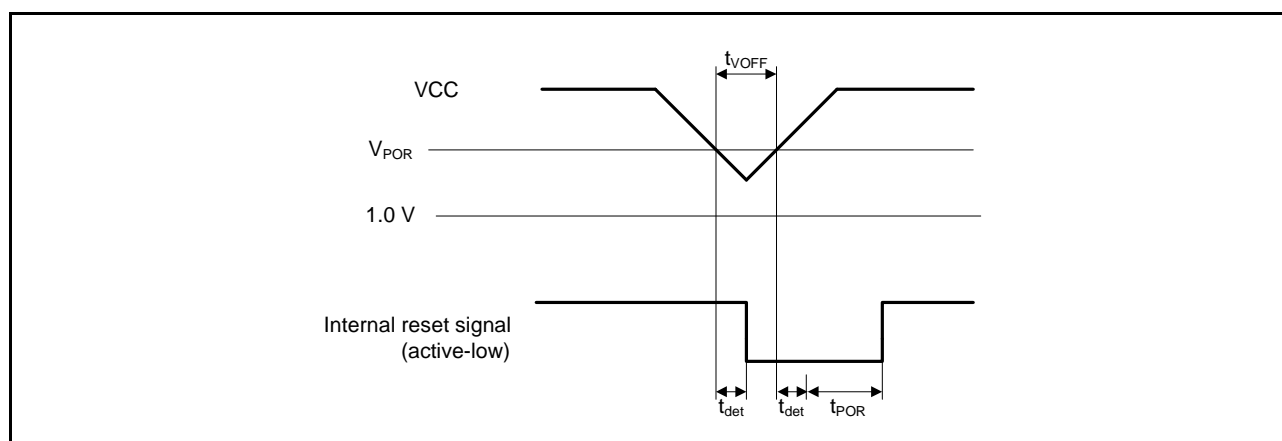 tVOFF
VCC
VPOR
1.0 V
Internal reset signal
(active-low)
tdet
tdet
tPOR